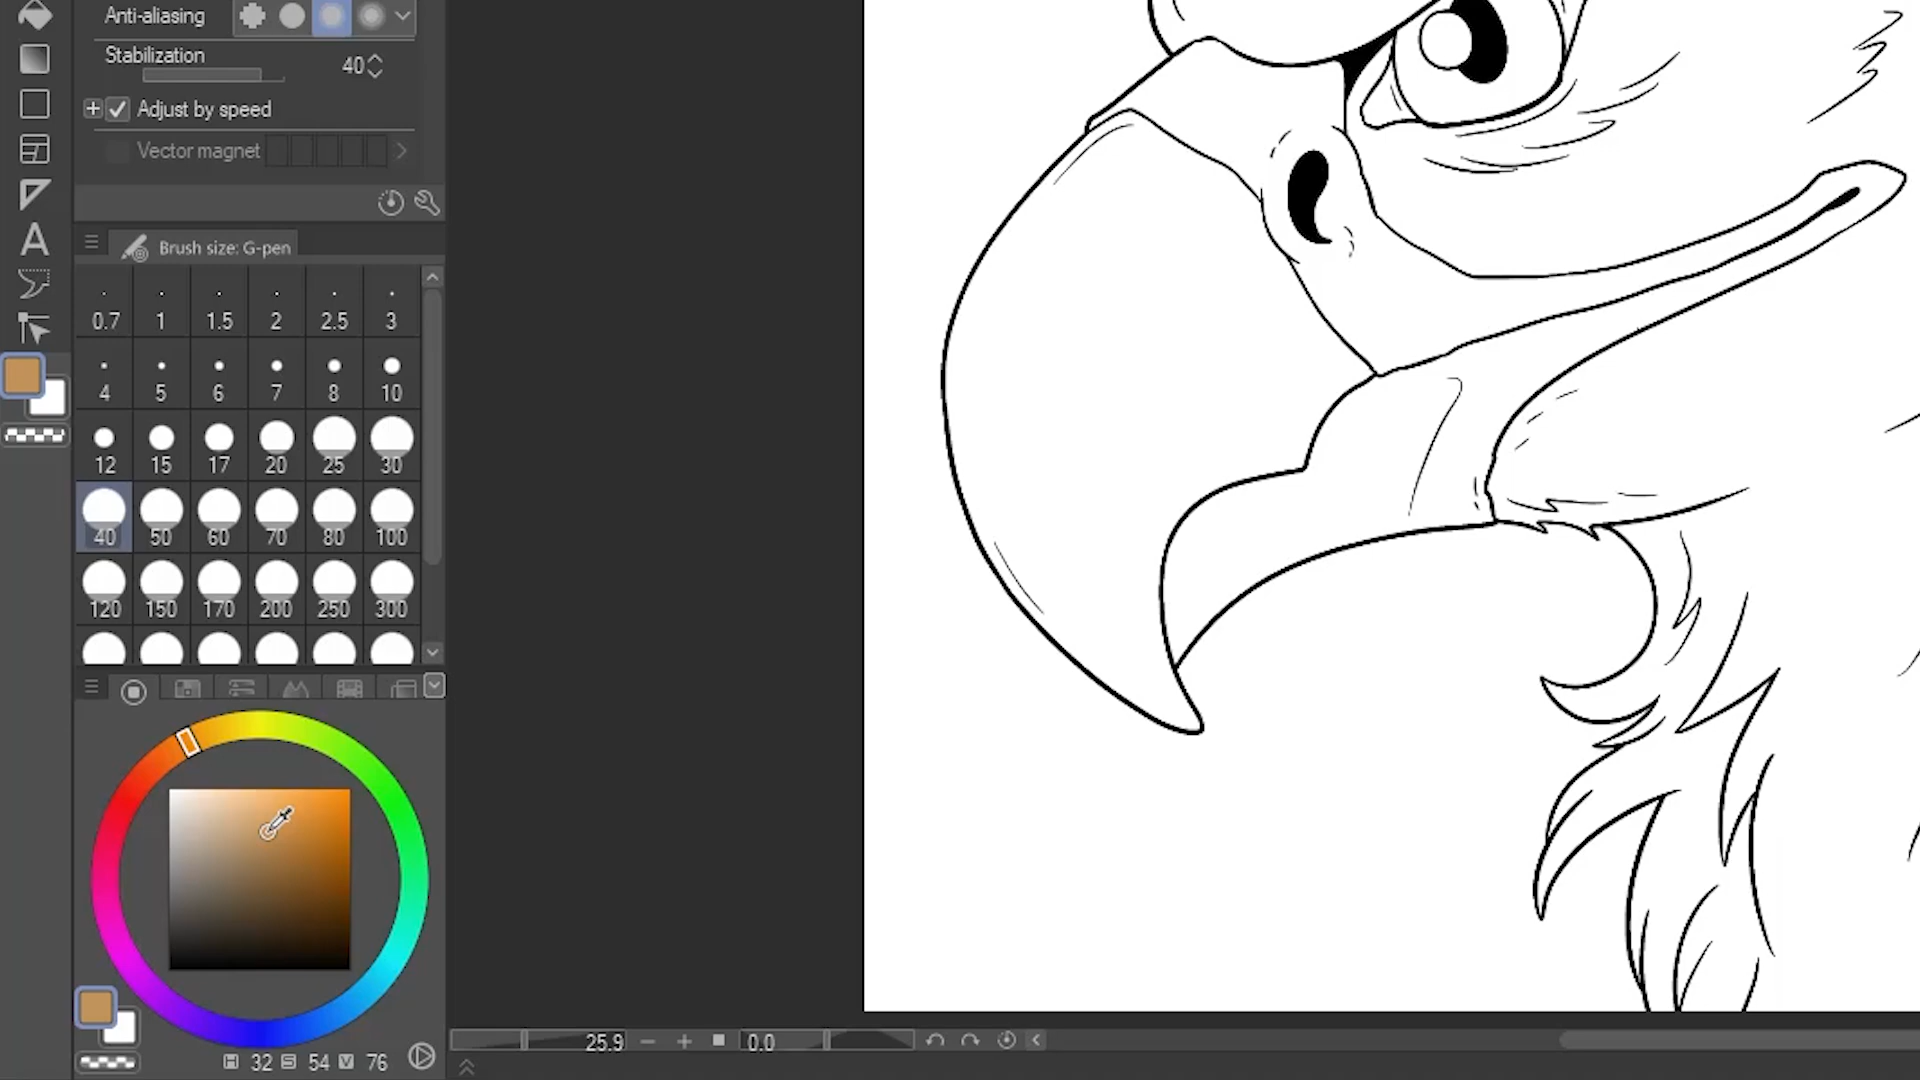 Anti-aliasing
Stabilization 40
Adjust by speed
Vector magnet
Brush size: G-pen
0.7 1 1.5 2 2.5 3
4 5 6 7 8 10
12 15 17 20 25 30
40 50 60 70 80 100
120 150 170 200 250 300
H 32 S 54 V 76
25.9 0.0